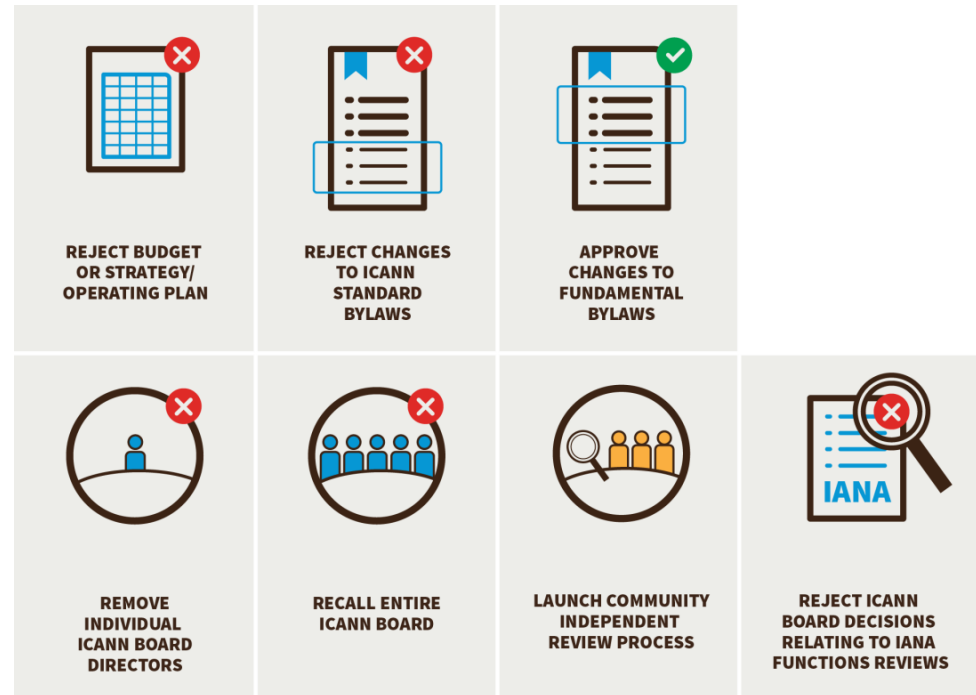 REJECT BUDGET
OR STRATEGY/
OPERATING PLAN
REJECT CHANGES
TO ICANN
STANDARD
BYLAWS
APPROVE
CHANGES TO
FUNDAMENTAL
BYLAWS
REMOVE
INDIVIDUAL
ICANN BOARD
DIRECTORS
RECALL ENTIRE
ICANN BOARD
LAUNCH COMMUNITY
INDEPENDENT
REVIEW PROCESS
IANA
REJECT ICANN
BOARD DECISIONS
RELATING TO IANA
FUNCTIONS REVIEWS